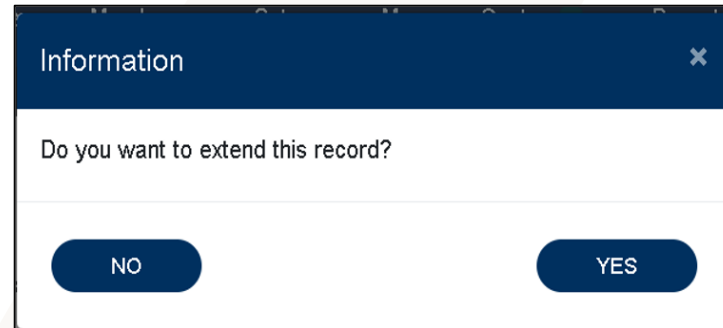 Information
×
Do you want to extend this record?
NO YES